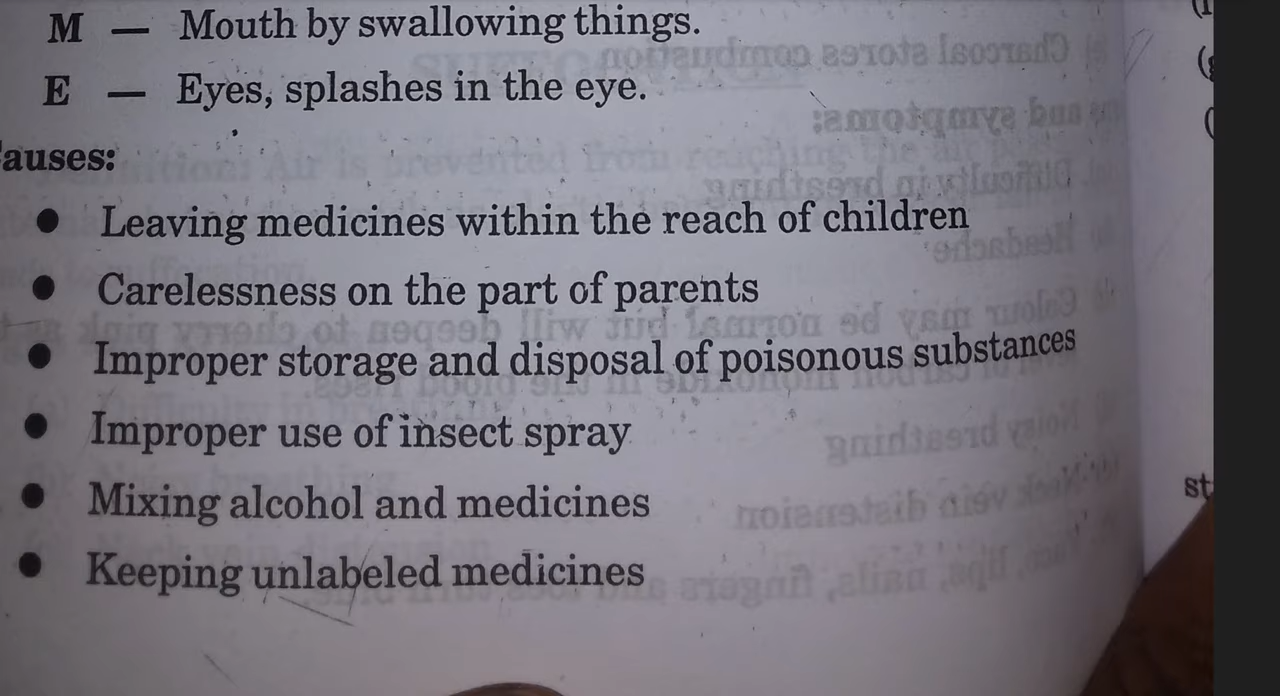 M — Mouth by swallowing things.
E — Eyes, splashes in the eye.
auses:
● Leaving medicines within the reach of children
● Carelessness on the part of parents
● Improper storage and disposal of poisonous substances
● Improper use of insect spray
● Mixing alcohol and medicines
● Keeping unlabeled medicines
st